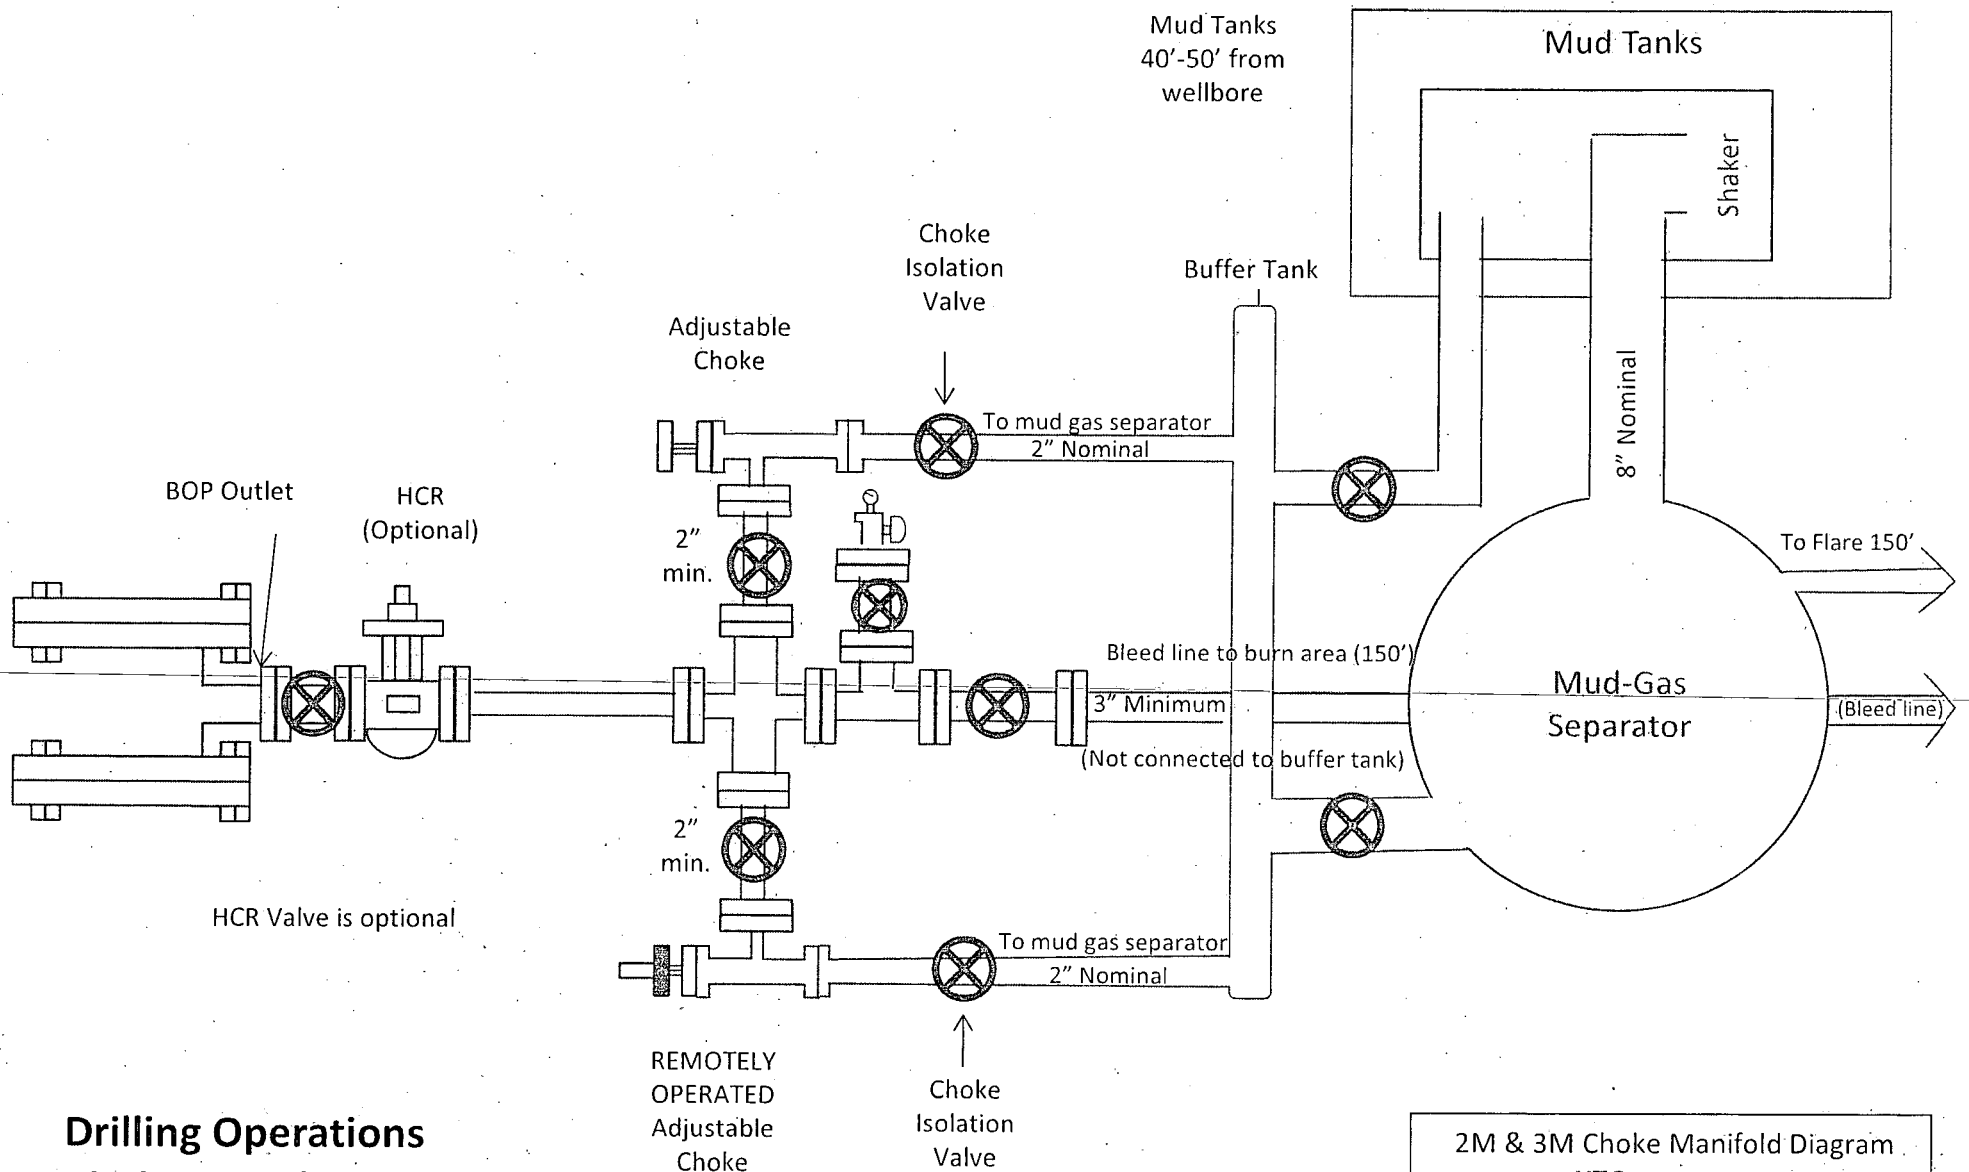 Mud Tanks
40'-50' from
wellbore
Mud Tanks
Shaker
Choke
Isolation
Valve
Buffer Tank
Adjustable
Choke
8" Nominal
To mud gas separator
2" Nominal
BOP Outlet
HCR
(Optional)
2"
min.
To Flare 150'
Bleed line to burn area (150')
3" Minimum
(Not connected to buffer tank)
Mud-Gas
Separator
(Bleed line)
2"
min.
HCR Valve is optional
To mud gas separator
2" Nominal
REMOTELY
OPERATED
Adjustable
Choke
Choke
Isolation
Valve
Drilling Operations
2M & 3M Choke Manifold Diagram